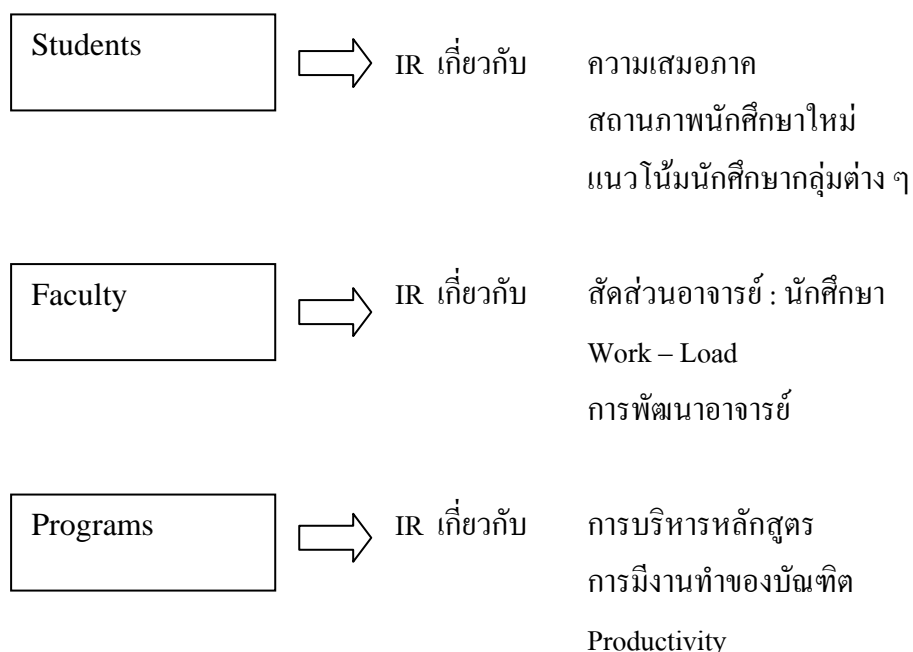 Students IR เกี่ยวกับ ความเสมอภาค
สถานภาพนักศึกษาใหม่
แนวโน้มนักศึกษากลุ่มต่าง ๆ
Faculty IR เกี่ยวกับ สัดส่วนอาจารย์ : นักศึกษา
Work – Load
การพัฒนาอาจารย์
Programs IR เกี่ยวกับ การบริหารหลักสูตร
การมีงานทำของบัณฑิต
Productivity